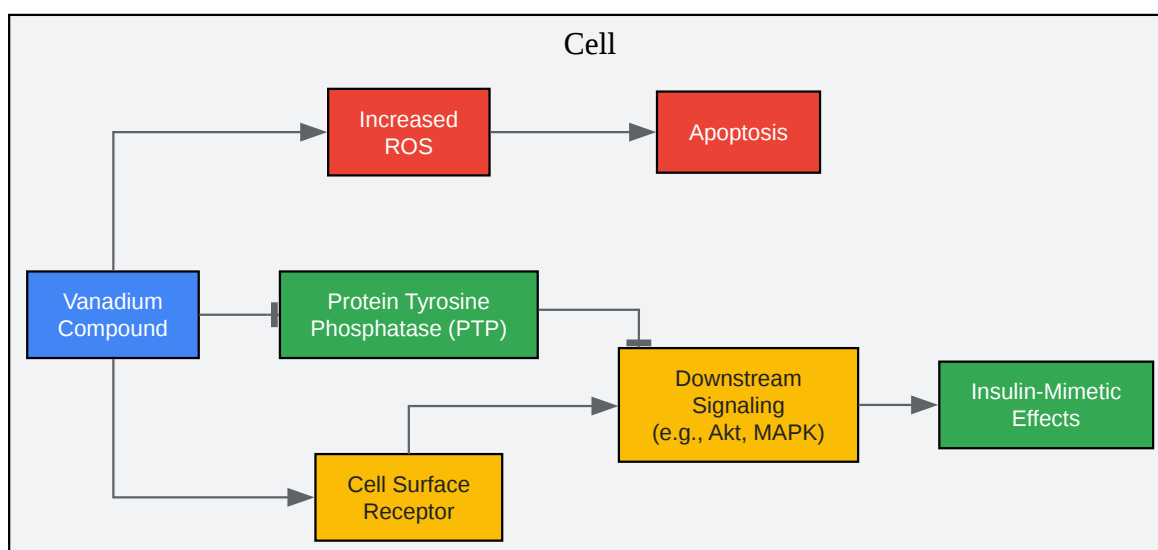 Cell
Increased
ROS
Apoptosis
Vanadium
Compound
Protein Tyrosine
Phosphatase (PTP)
Downstream
Signaling
(e.g., Akt, MAPK)
Insulin-Mimetic
Effects
Cell Surface
Receptor